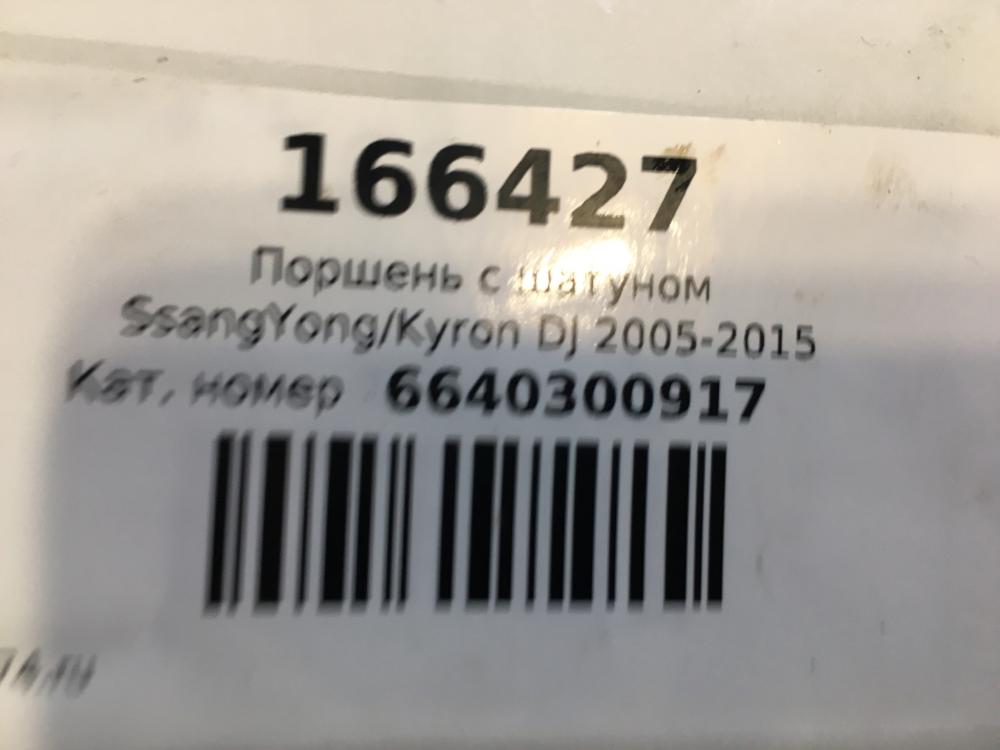 166427
Поршень с шатуном
SsangYong/Kyron DJ 2005-2015
Кат. номер 6640300917